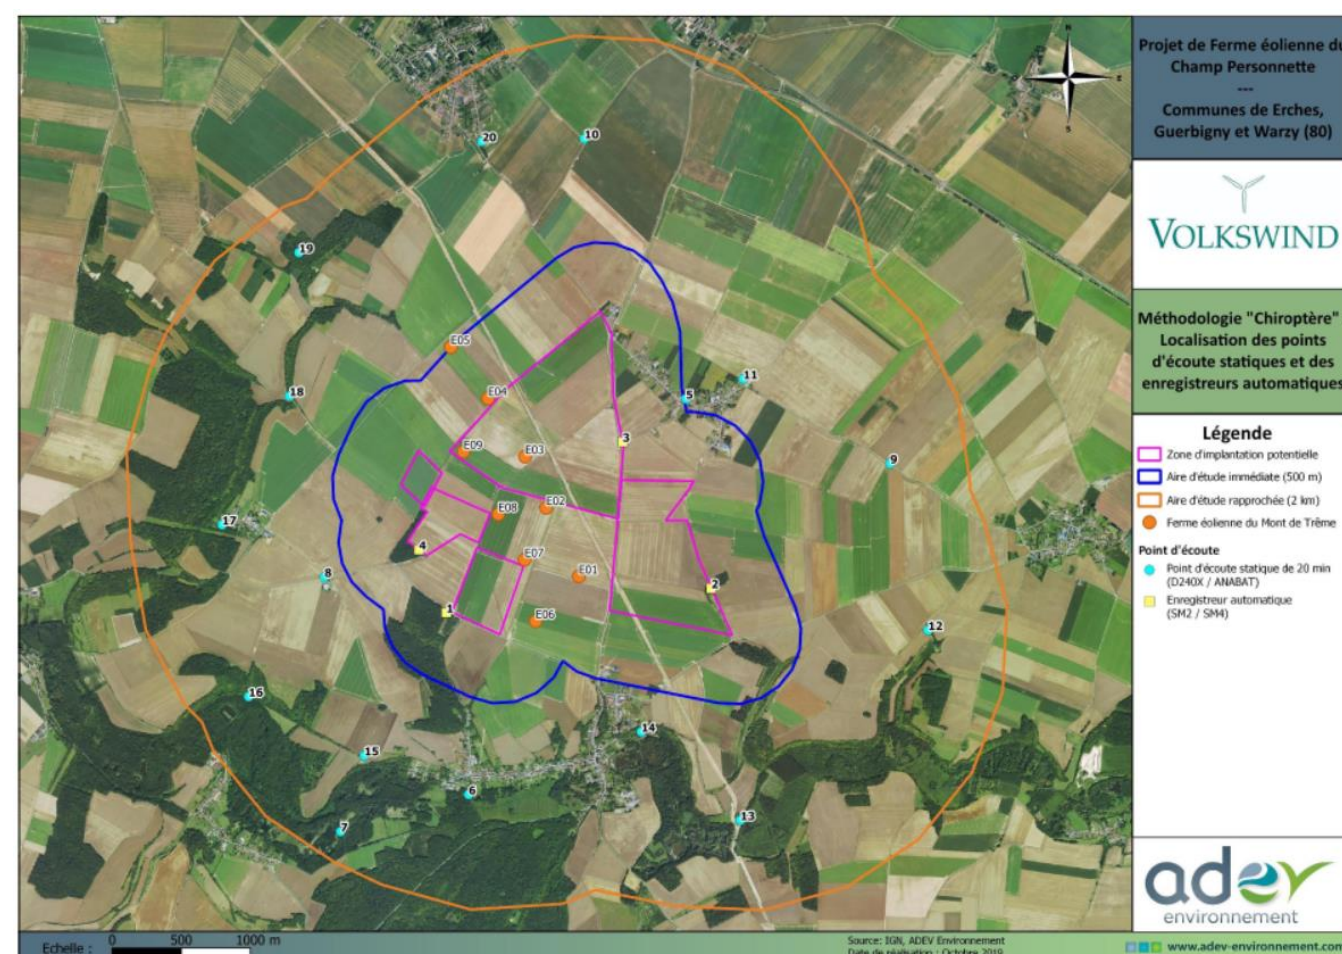 Projet de Ferme éolienne du
Champ Personnette
---
Communes de Erches,
Guerbigny et Warzy (80)
VOLKSWIND
Méthodologie "Chiroptère"
Localisation des points
d'écoute statiques et des
enregistreurs automatiques
Légende
Zone d'implantation potentielle
Aire d'étude immédiate (500 m)
Aire d'étude rapprochée (2 km)
Ferme éolienne du Mont de Trême
Point d'écoute
Point d'écoute statique de 20 min
(D240X / ANABAT)
Enregistreur automatique
(SM2 / SM4)
adev
environnement
www.adev-environnement.com
N
E
S
20
10
19
E05
11
18
E04
5
3
E09
E03
9
E02
E08
17
4
E07
8
E01
2
1
E06
12
16
14
15
6
13
7
Echelle :
0 500 1000 m
Source: IGN, ADEV Environnement
Date de réalisation : Octobre 2019